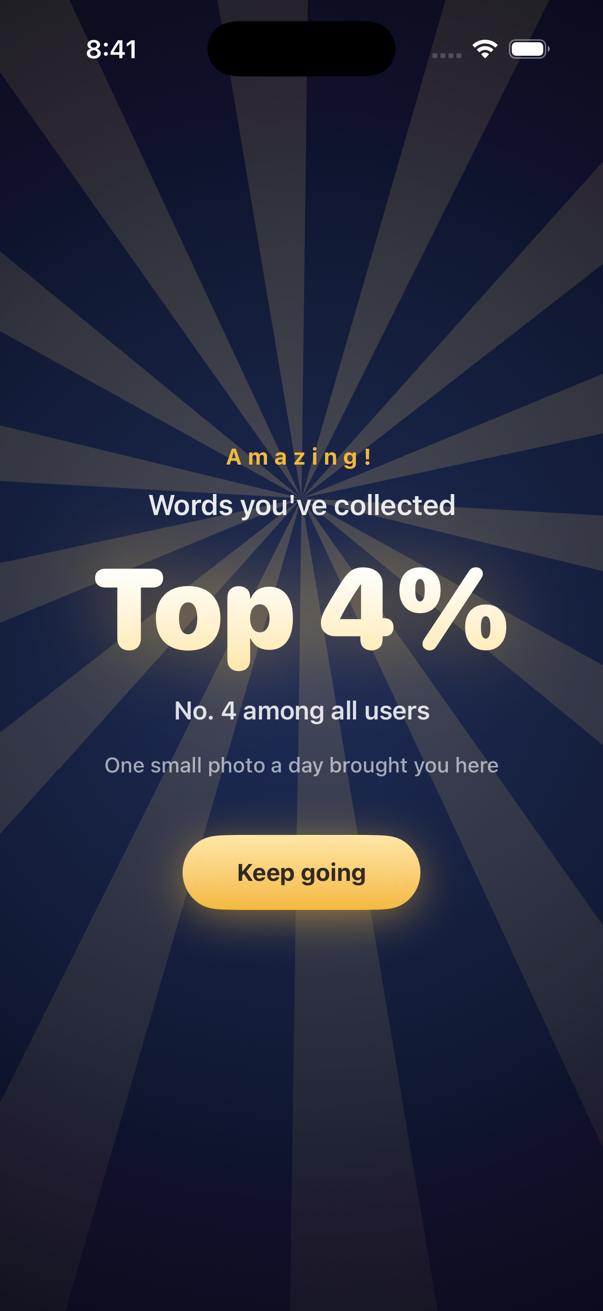 8:41
Amazing!
Words you've collected
Top 4%
No. 4 among all users
One small photo a day brought you here
Keep going